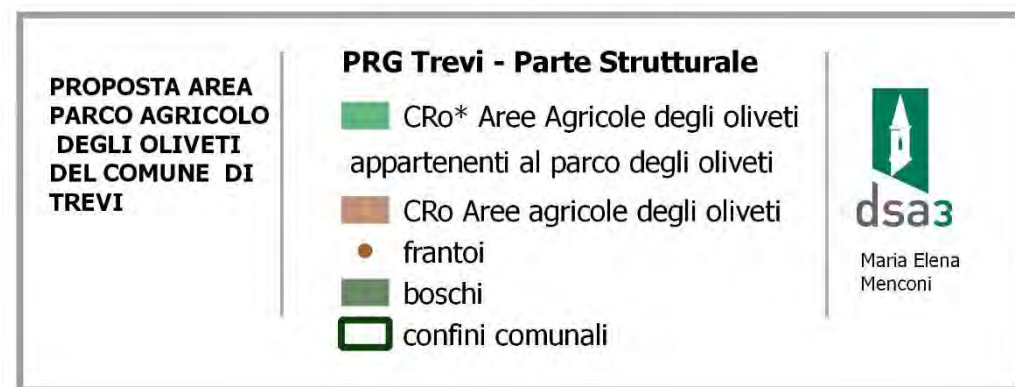 PROPOSTA AREA
PARCO AGRICOLO
DEGLI OLIVETI
DEL COMUNE DI
TREVI
PRG Trevi - Parte Strutturale
CRo* Aree Agricole degli oliveti
appartenenti al parco degli oliveti
CRo Aree agricole degli oliveti
frantoi
boschi
confini comunali
dsa3
Maria Elena
Menconi